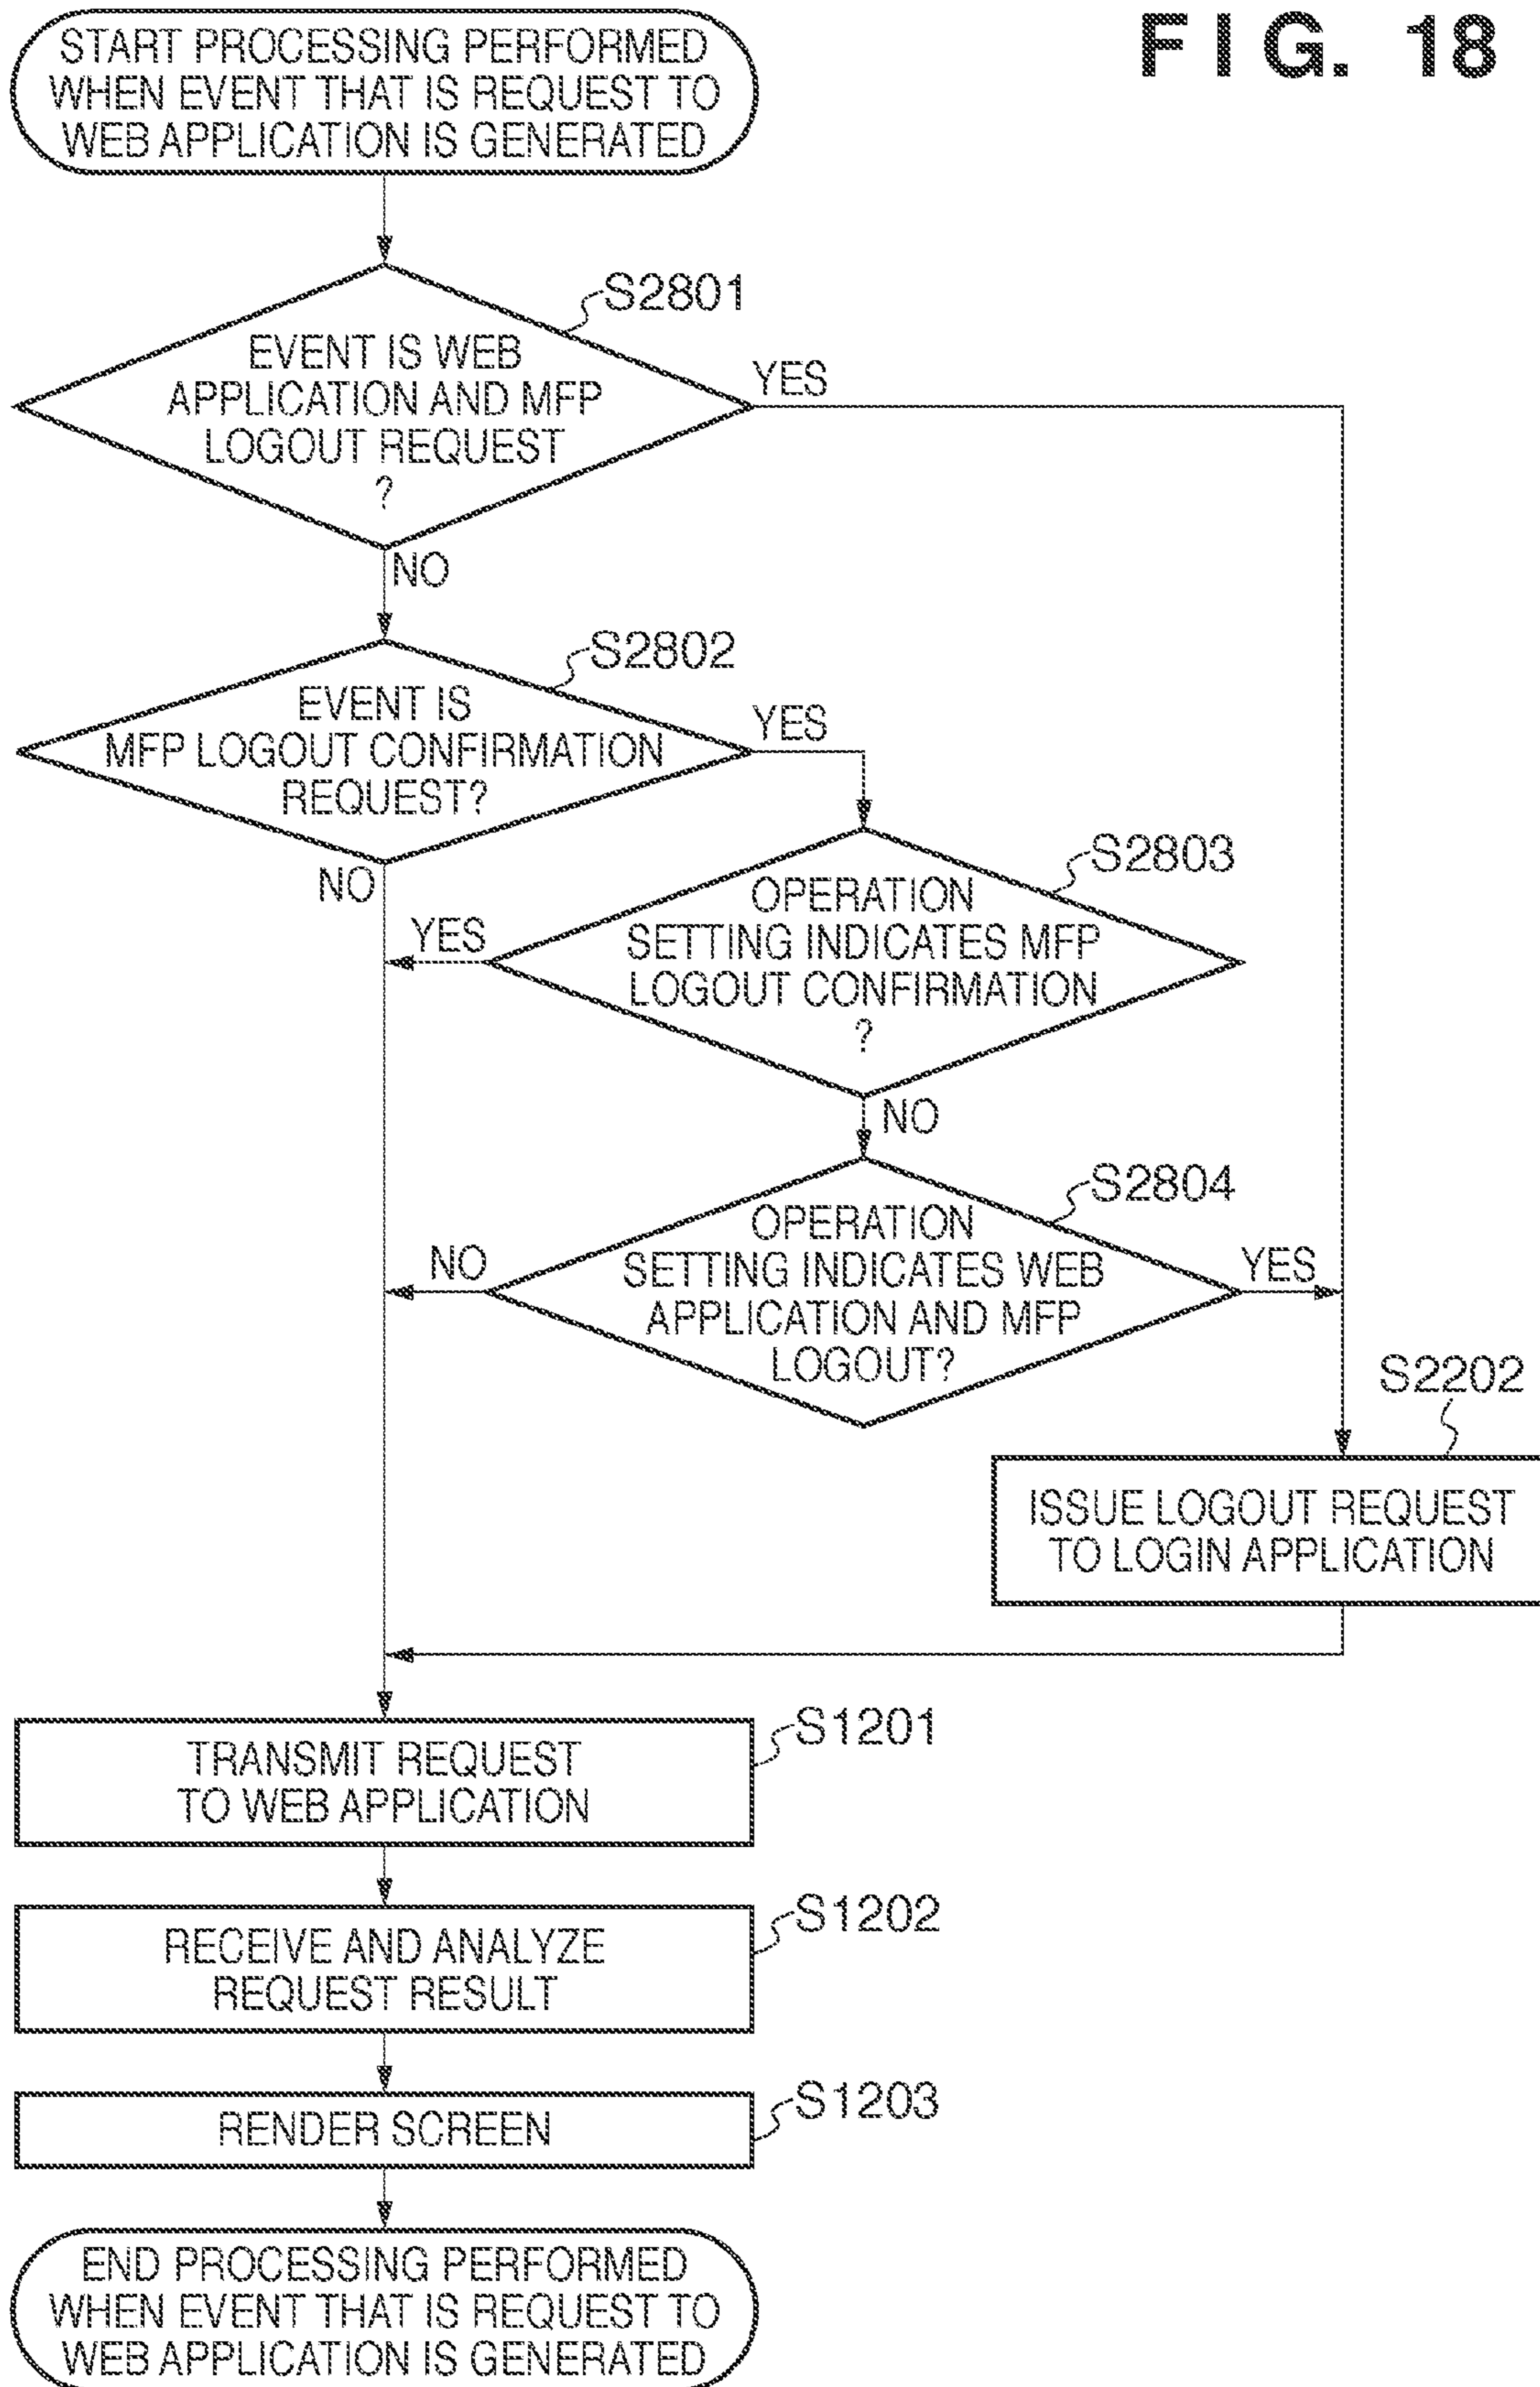 FIG. 18
START PROCESSING PERFORMED
WHEN EVENT THAT IS REQUEST TO
WEB APPLICATION IS GENERATED
S2801
EVENT IS WEB
APPLICATION AND MFP
LOGOUT REQUEST
?
YES
NO
S2802
EVENT IS
MFP LOGOUT CONFIRMATION
REQUEST?
YES
NO
S2803
OPERATION
SETTING INDICATES MFP
LOGOUT CONFIRMATION
?
YES
NO
S2804
OPERATION
SETTING INDICATES WEB
APPLICATION AND MFP
LOGOUT?
NO
YES
S2202
ISSUE LOGOUT REQUEST
TO LOGIN APPLICATION
S1201
TRANSMIT REQUEST
TO WEB APPLICATION
S1202
RECEIVE AND ANALYZE
REQUEST RESULT
S1203
RENDER SCREEN
END PROCESSING PERFORMED
WHEN EVENT THAT IS REQUEST TO
WEB APPLICATION IS GENERATED